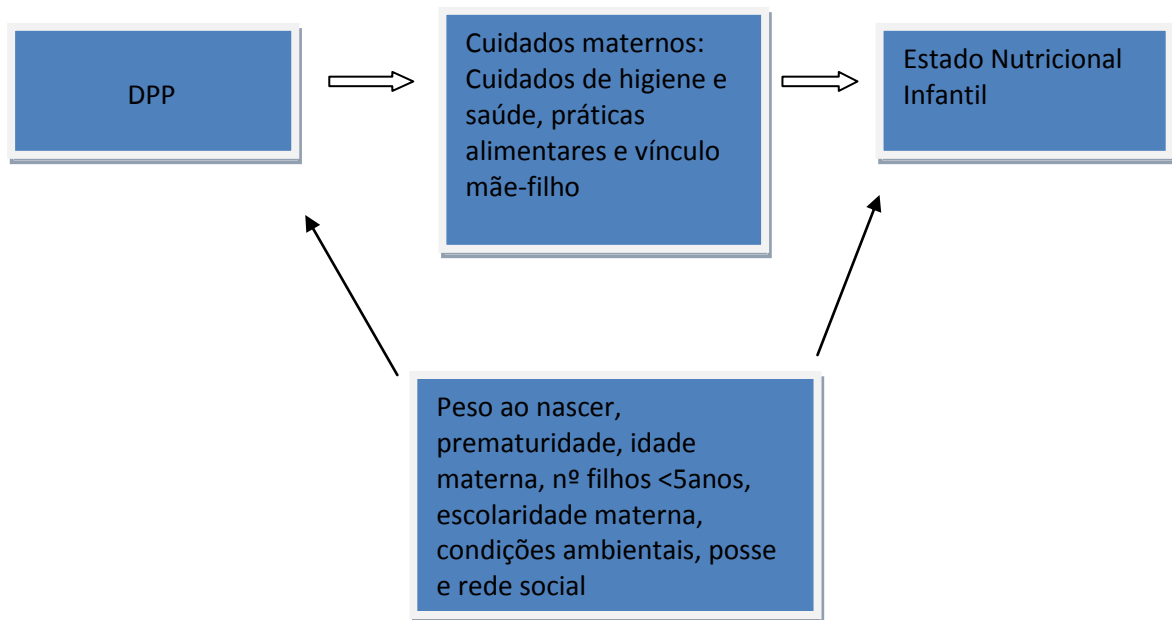 DPP
Cuidados maternos:
Cuidados de higiene e
saúde, práticas
alimentares e vínculo
mãe-filho
Estado Nutricional
Infantil
Peso ao nascer,
prematuridade, idade
materna, nº filhos <5anos,
escolaridade materna,
condições ambientais, posse
e rede social